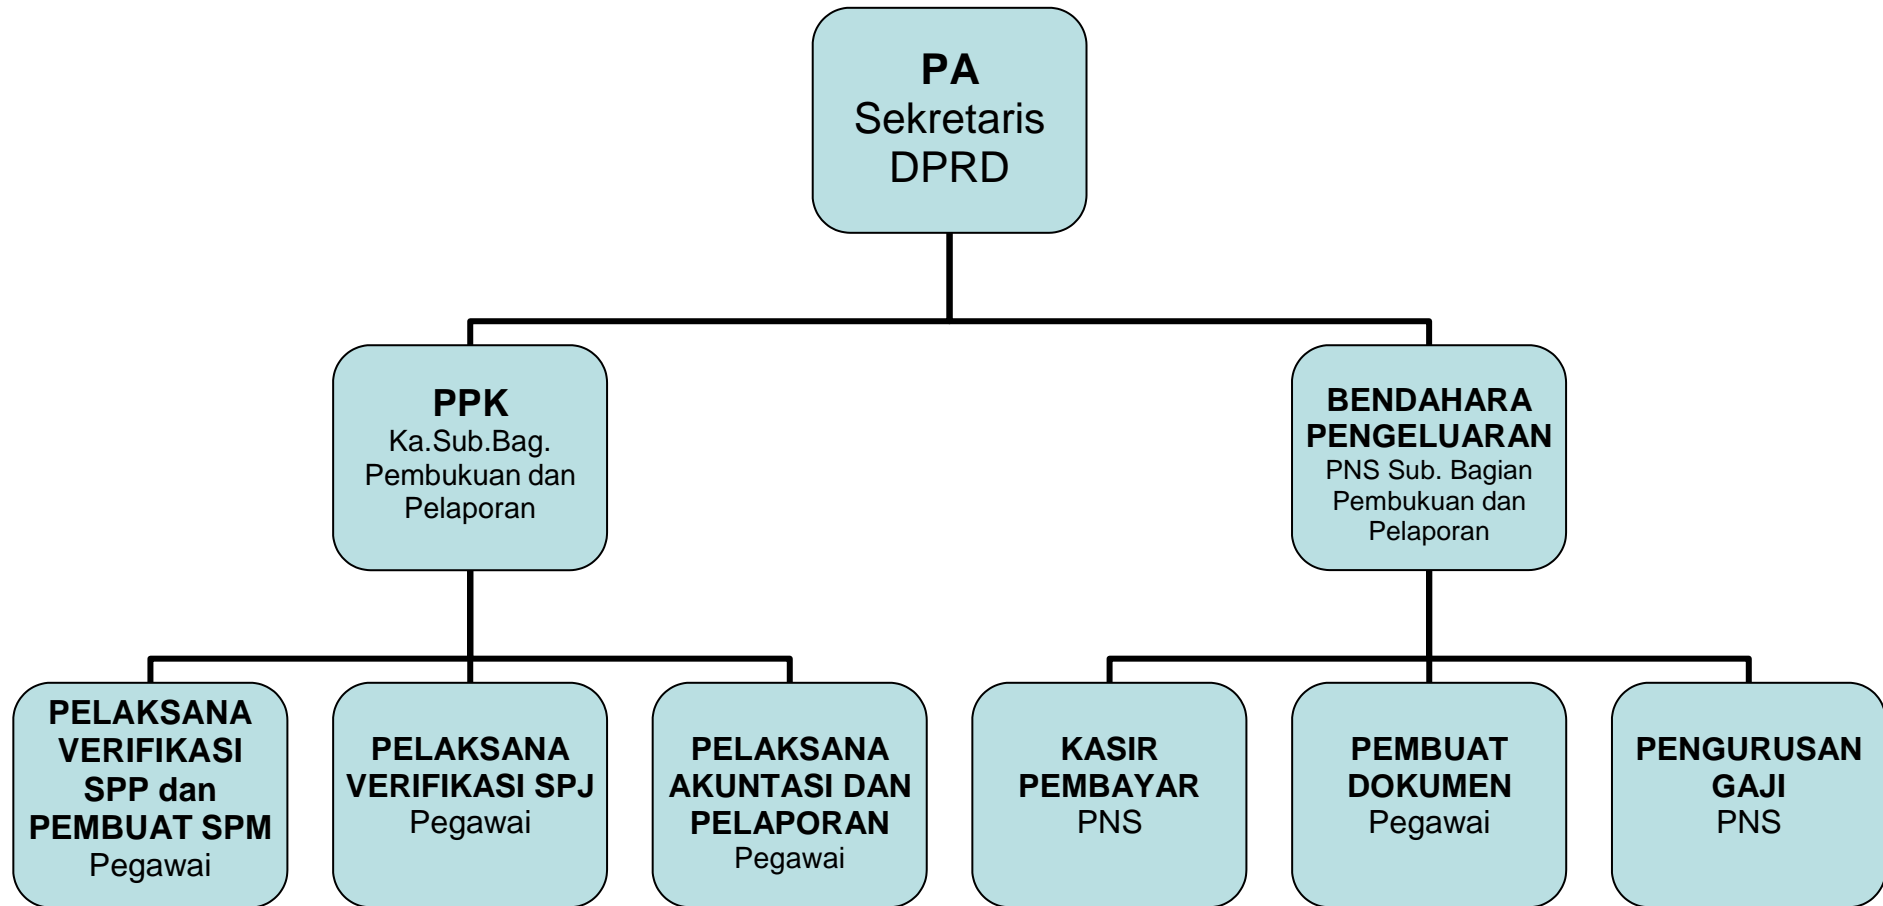 PA
Sekretaris
DPRD
PPK
Ka.Sub.Bag.
Pembukuan dan
Pelaporan
BENDAHARA
PENGELUARAN
PNS Sub. Bagian
Pembukuan dan
Pelaporan
PELAKSANA
VERIFIKASI
SPP dan
PEMBUAT SPM
Pegawai
PELAKSANA
VERIFIKASI SPJ
Pegawai
PELAKSANA
AKUNTASI DAN
PELAPORAN
Pegawai
KASIR
PEMBAYAR
PNS
PEMBUAT
DOKUMEN
Pegawai
PENGURUSAN
GAJI
PNS